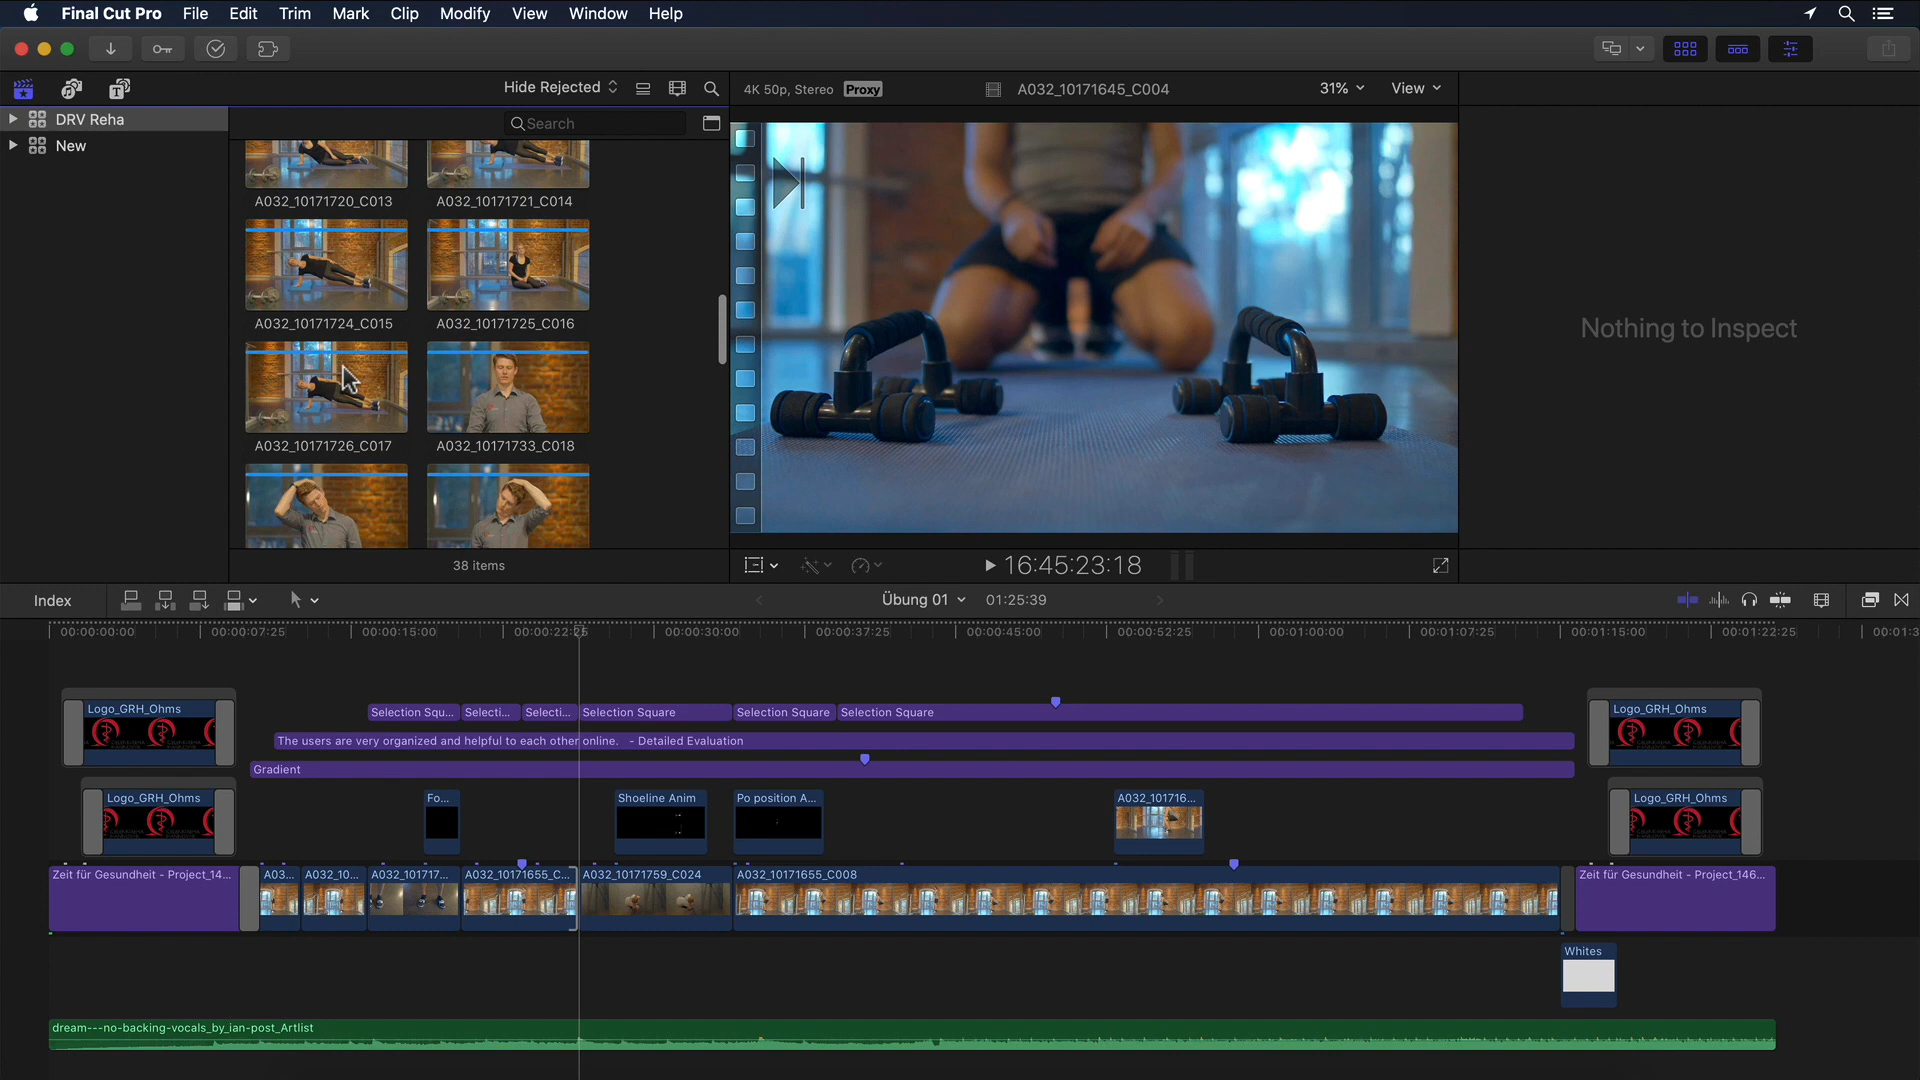 Final Cut Pro File Edit Trim Mark Clip Modify View Window Help
Hide Rejected
4K 50p, Stereo Proxy A032_10171645_C004 31% View
DRV Reha
New
Search
A032_10171720_C013 A032_10171721_C014
A032_10171724_C015 A032_10171725_C016
A032_10171726_C017 A032_10171733_C018
38 items
16:45:23:18
Nothing to Inspect
Index Übung 01 01:25:39
00:00:00:00 00:00:07:25 00:00:15:00 00:00:22:25 00:00:30:00 00:00:37:25 00:00:45:00 00:00:52:25 00:01:00:00 00:01:07:25 00:01:15:00 00:01:22:25 00:01:3
Logo_GRH_Ohms Selection Squ... Selecti... Selecti... Selection Square Selection Square Selection Square Logo_GRH_Ohms
The users are very organized and helpful to each other online. - Detailed Evaluation
Gradient
Logo_GRH_Ohms Fo... Shoeline Anim Po position A... A032_101716... Logo_GRH_Ohms
Zeit für Gesundheit - Project_14... A03... A032_10... A032_101717... A032_10171655_C... A032_10171759_C024 A032_10171655_C008 Zeit für Gesundheit - Project_146...
Whites
dream---no-backing-vocals_by_ian-post_Artlist